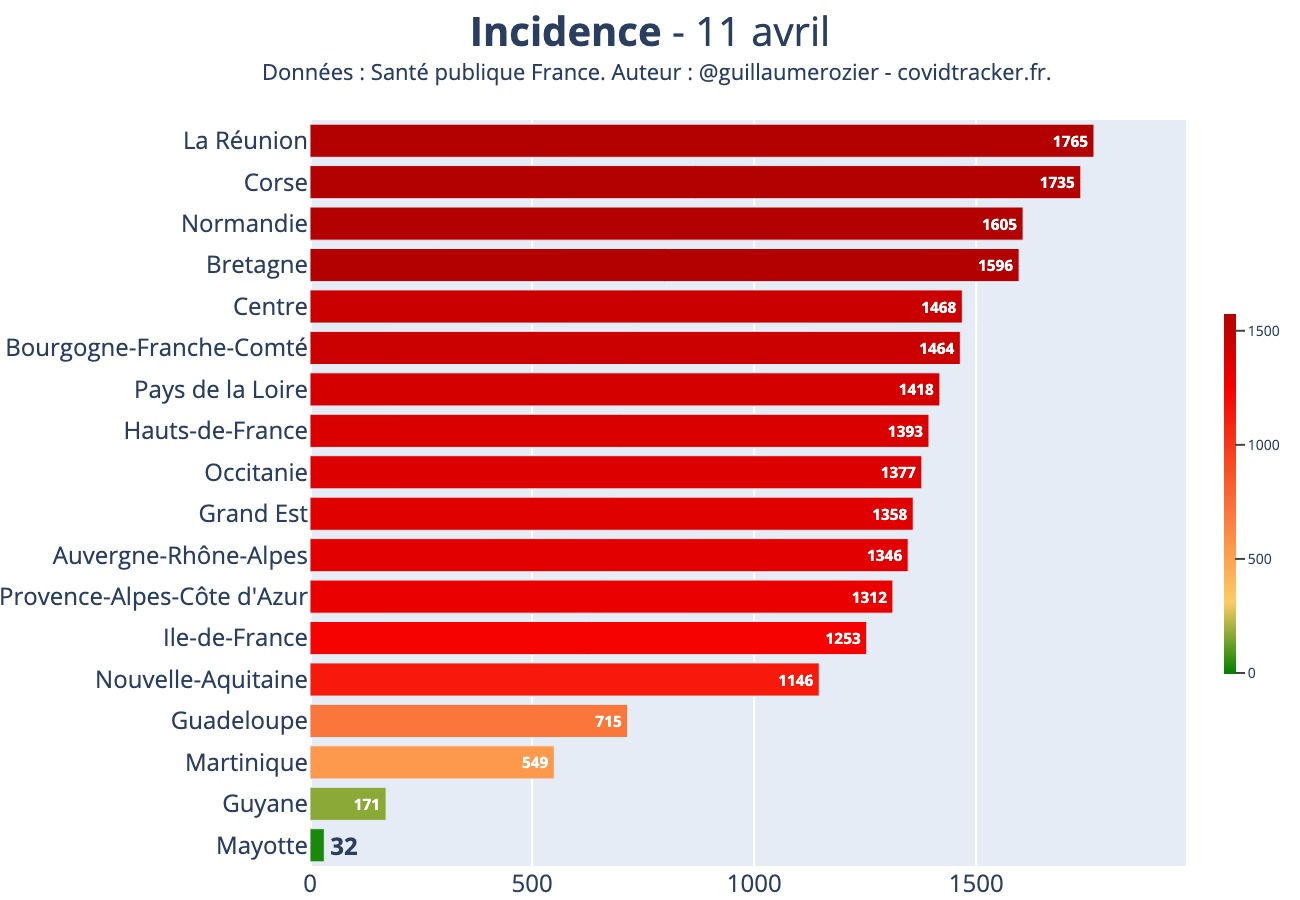 Incidence - 11 avril
Données : Santé publique France. Auteur : @guillaumerozier - covidtracker.fr.
La Réunion 1765
Corse 1735
Normandie 1605
Bretagne 1596
Centre 1468
Bourgogne-Franche-Comté 1464
Pays de la Loire 1418
Hauts-de-France 1393
Occitanie 1377
Grand Est 1358
Auvergne-Rhône-Alpes 1346
Provence-Alpes-Côte d'Azur 1312
Ile-de-France 1253
Nouvelle-Aquitaine 1146
Guadeloupe 715
Martinique 549
Guyane 171
Mayotte 32
0 500 1000 1500
1500
1000
500
0